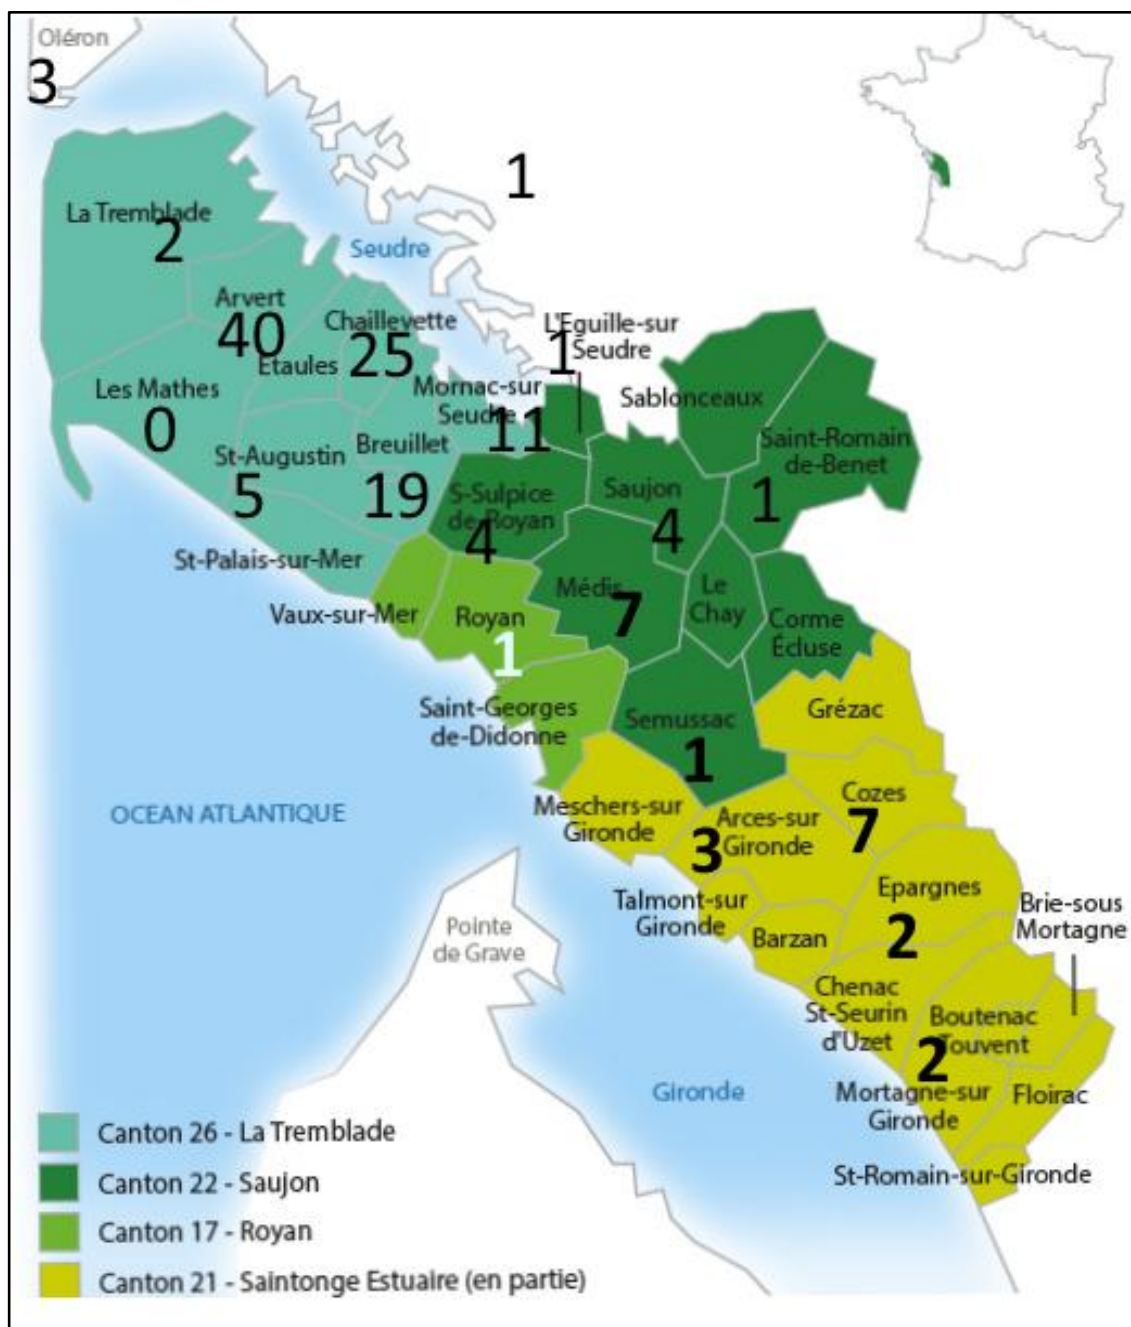 Oléron
3
1
La Tremblade
2
Seudre
Arvert
40
Chaillevette
25
Etaules
L'Eguille-sur
Seudre
1
Les Mathes
0
Mornac-sur
Seudre
11
Sablonceaux
Saint-Romain
de-Benet
1
St-Augustin
5
Breuillet
19
S-Sulpice
de-Royan
4
Saujon
4
St-Palais-sur-Mer
Vaux-sur-Mer
Royan
1
Médis
7
Le
Chay
Corme
Écluse
Saint-Georges
de-Didonne
Semussac
1
Grézac
OCEAN ATLANTIQUE
Meschers-sur
Gironde
Arces-sur
Gironde
3
Cozes
7
Talmont-sur
Gironde
Barzan
Epargnes
2
Brie-sous
Mortagne
Pointe
de Grave
Chenac
St-Seurin
d'Uzet
Boutenac
Touvent
2
Gironde
Mortagne-sur
Gironde
Floirac
St-Romain-sur-Gironde
Canton 26 - La Tremblade
Canton 22 - Saujon
Canton 17 - Royan
Canton 21 - Saintonge Estuaire (en partie)